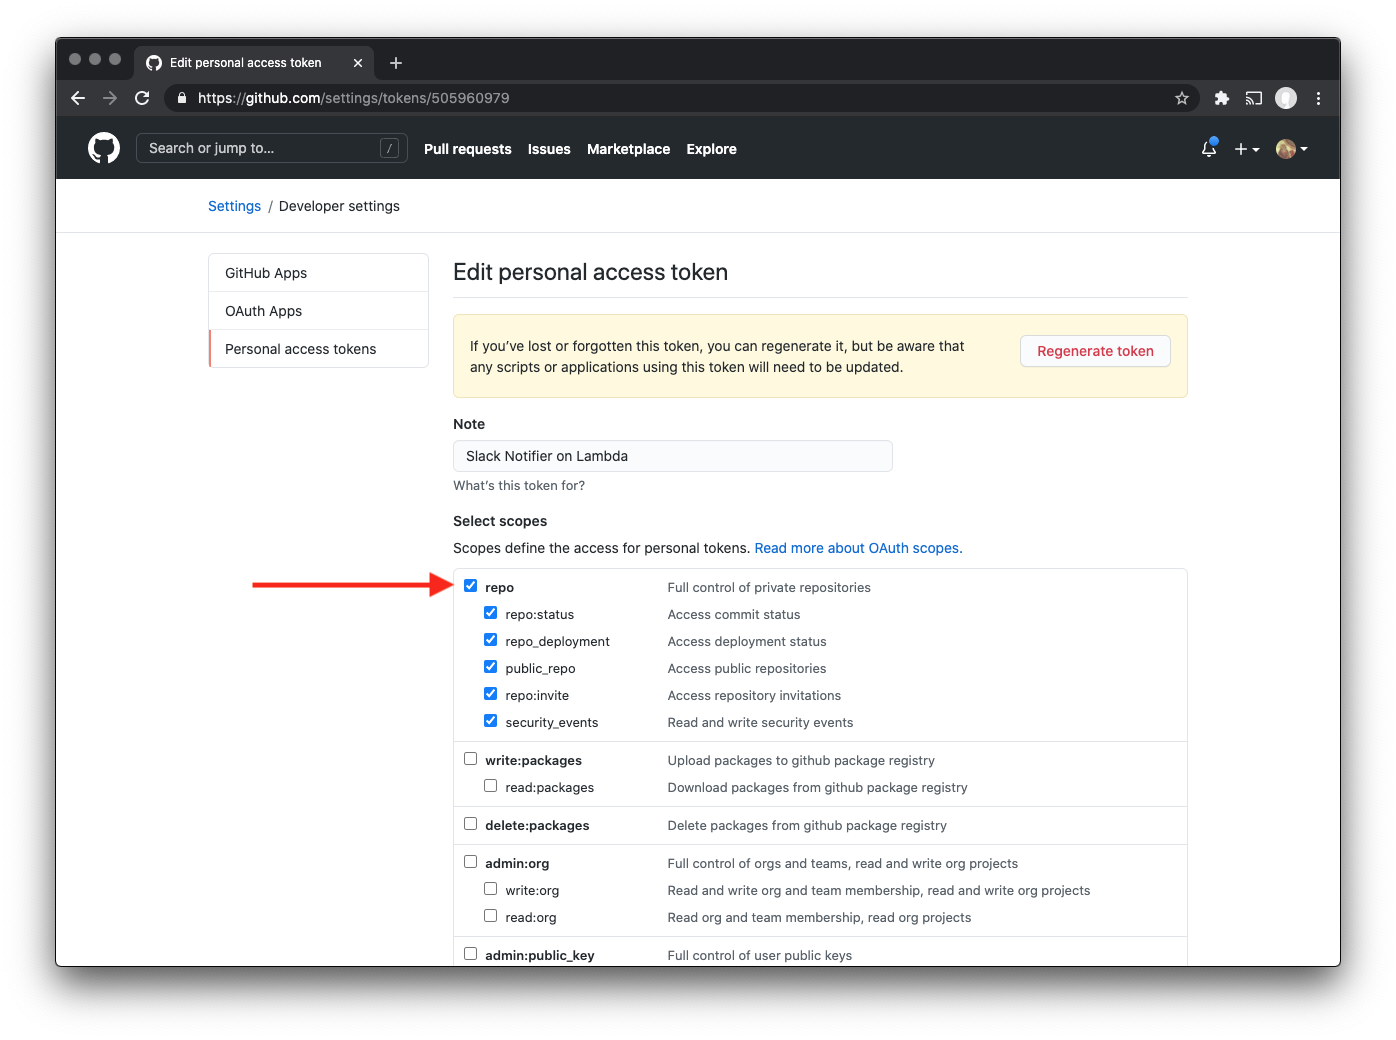 Edit personal access token
https://github.com/settings/tokens/505960979
Search or jump to...
/
Pull requests
Issues
Marketplace
Explore
Settings / Developer settings
GitHub Apps
OAuth Apps
Personal access tokens
Edit personal access token
If you’ve lost or forgotten this token, you can regenerate it, but be aware that
any scripts or applications using this token will need to be updated.
Regenerate token
Note
Slack Notifier on Lambda
What’s this token for?
Select scopes
Scopes define the access for personal tokens. Read more about OAuth scopes.
repo Full control of private repositories
repo:status Access commit status
repo_deployment Access deployment status
public_repo Access public repositories
repo:invite Access repository invitations
security_events Read and write security events
write:packages Upload packages to github package registry
read:packages Download packages from github package registry
delete:packages Delete packages from github package registry
admin:org Full control of orgs and teams, read and write org projects
write:org Read and write org and team membership, read and write org projects
read:org Read org and team membership, read org projects
admin:public_key Full control of user public keys